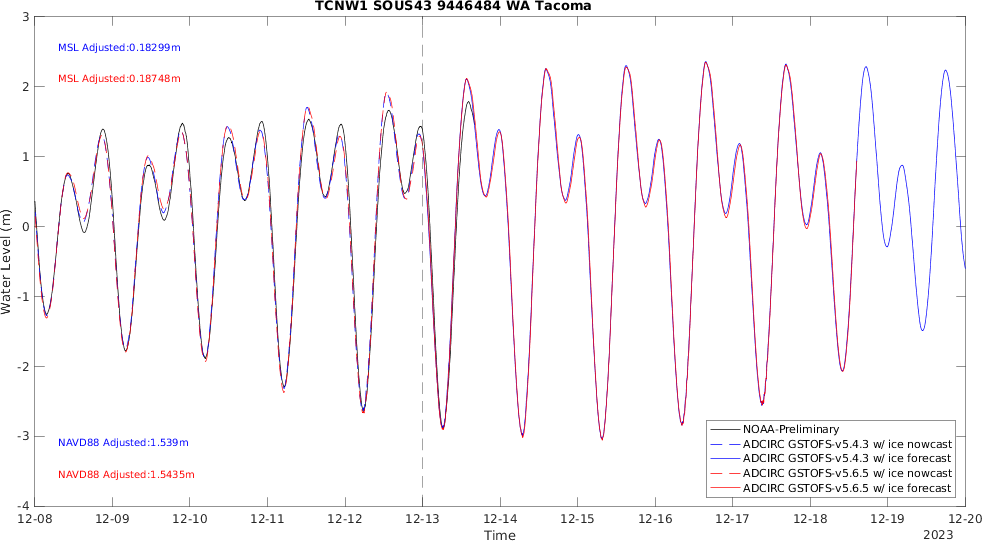 TCNW1 SOUS43 9446484 WA Tacoma
3
2
1
0
-1
-2
-3
-4
Water Level (m)
MSL Adjusted:0.18299m
MSL Adjusted:0.18748m
NAVD88 Adjusted:1.539m
NAVD88 Adjusted:1.5435m
NOAA-Preliminary
ADCIRC GSTOFS-v5.4.3 w/ ice nowcast
ADCIRC GSTOFS-v5.4.3 w/ ice forecast
ADCIRC GSTOFS-v5.6.5 w/ ice nowcast
ADCIRC GSTOFS-v5.6.5 w/ ice forecast
12-08 12-09 12-10 12-11 12-12 12-13 12-14 12-15 12-16 12-17 12-18 12-19 12-20
Time
2023